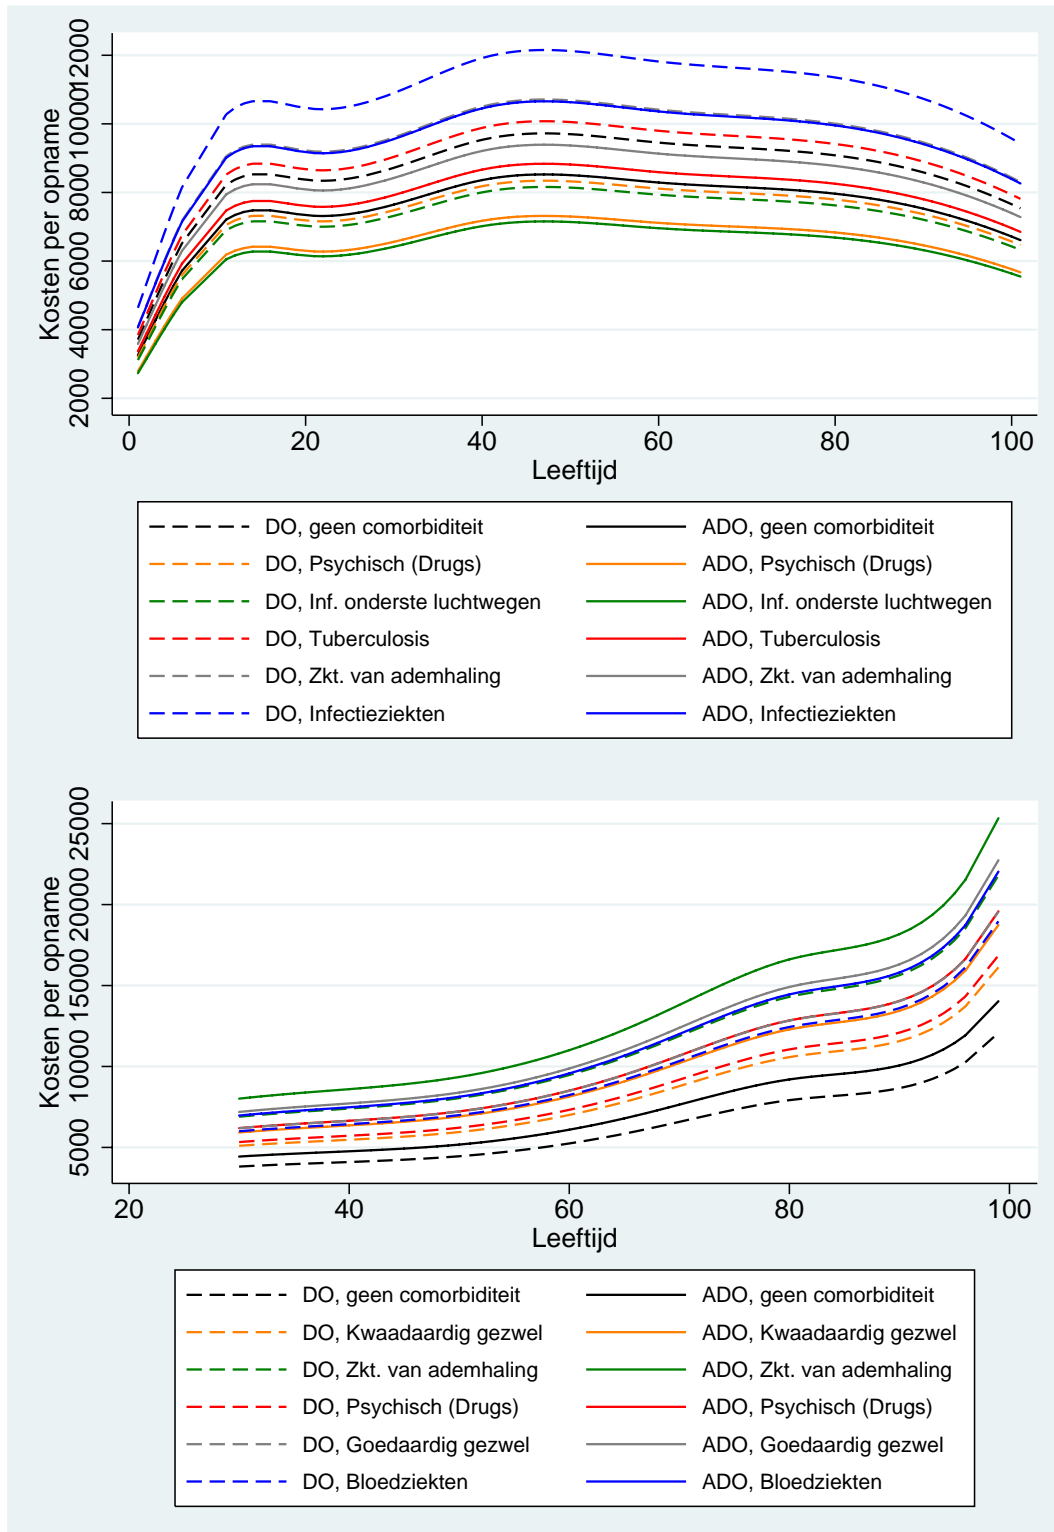 Kosten per opname
2000 4000 6000 8000 10000 12000
0 20 40 60 80 100
Leeftijd
DO, geen comorbiditeit ADO, geen comorbiditeit
DO, Psychisch (Drugs) ADO, Psychisch (Drugs)
DO, Inf. onderste luchtwegen ADO, Inf. onderste luchtwegen
DO, Tuberculosis ADO, Tuberculosis
DO, Zkt. van ademhaling ADO, Zkt. van ademhaling
DO, Infectieziekten ADO, Infectieziekten
Kosten per opname
5000 10000 15000 20000 25000
20 40 60 80 100
Leeftijd
DO, geen comorbiditeit ADO, geen comorbiditeit
DO, Kwaadaardig gezwel ADO, Kwaadaardig gezwel
DO, Zkt. van ademhaling ADO, Zkt. van ademhaling
DO, Psychisch (Drugs) ADO, Psychisch (Drugs)
DO, Goedaardig gezwel ADO, Goedaardig gezwel
DO, Bloedziekten ADO, Bloedziekten